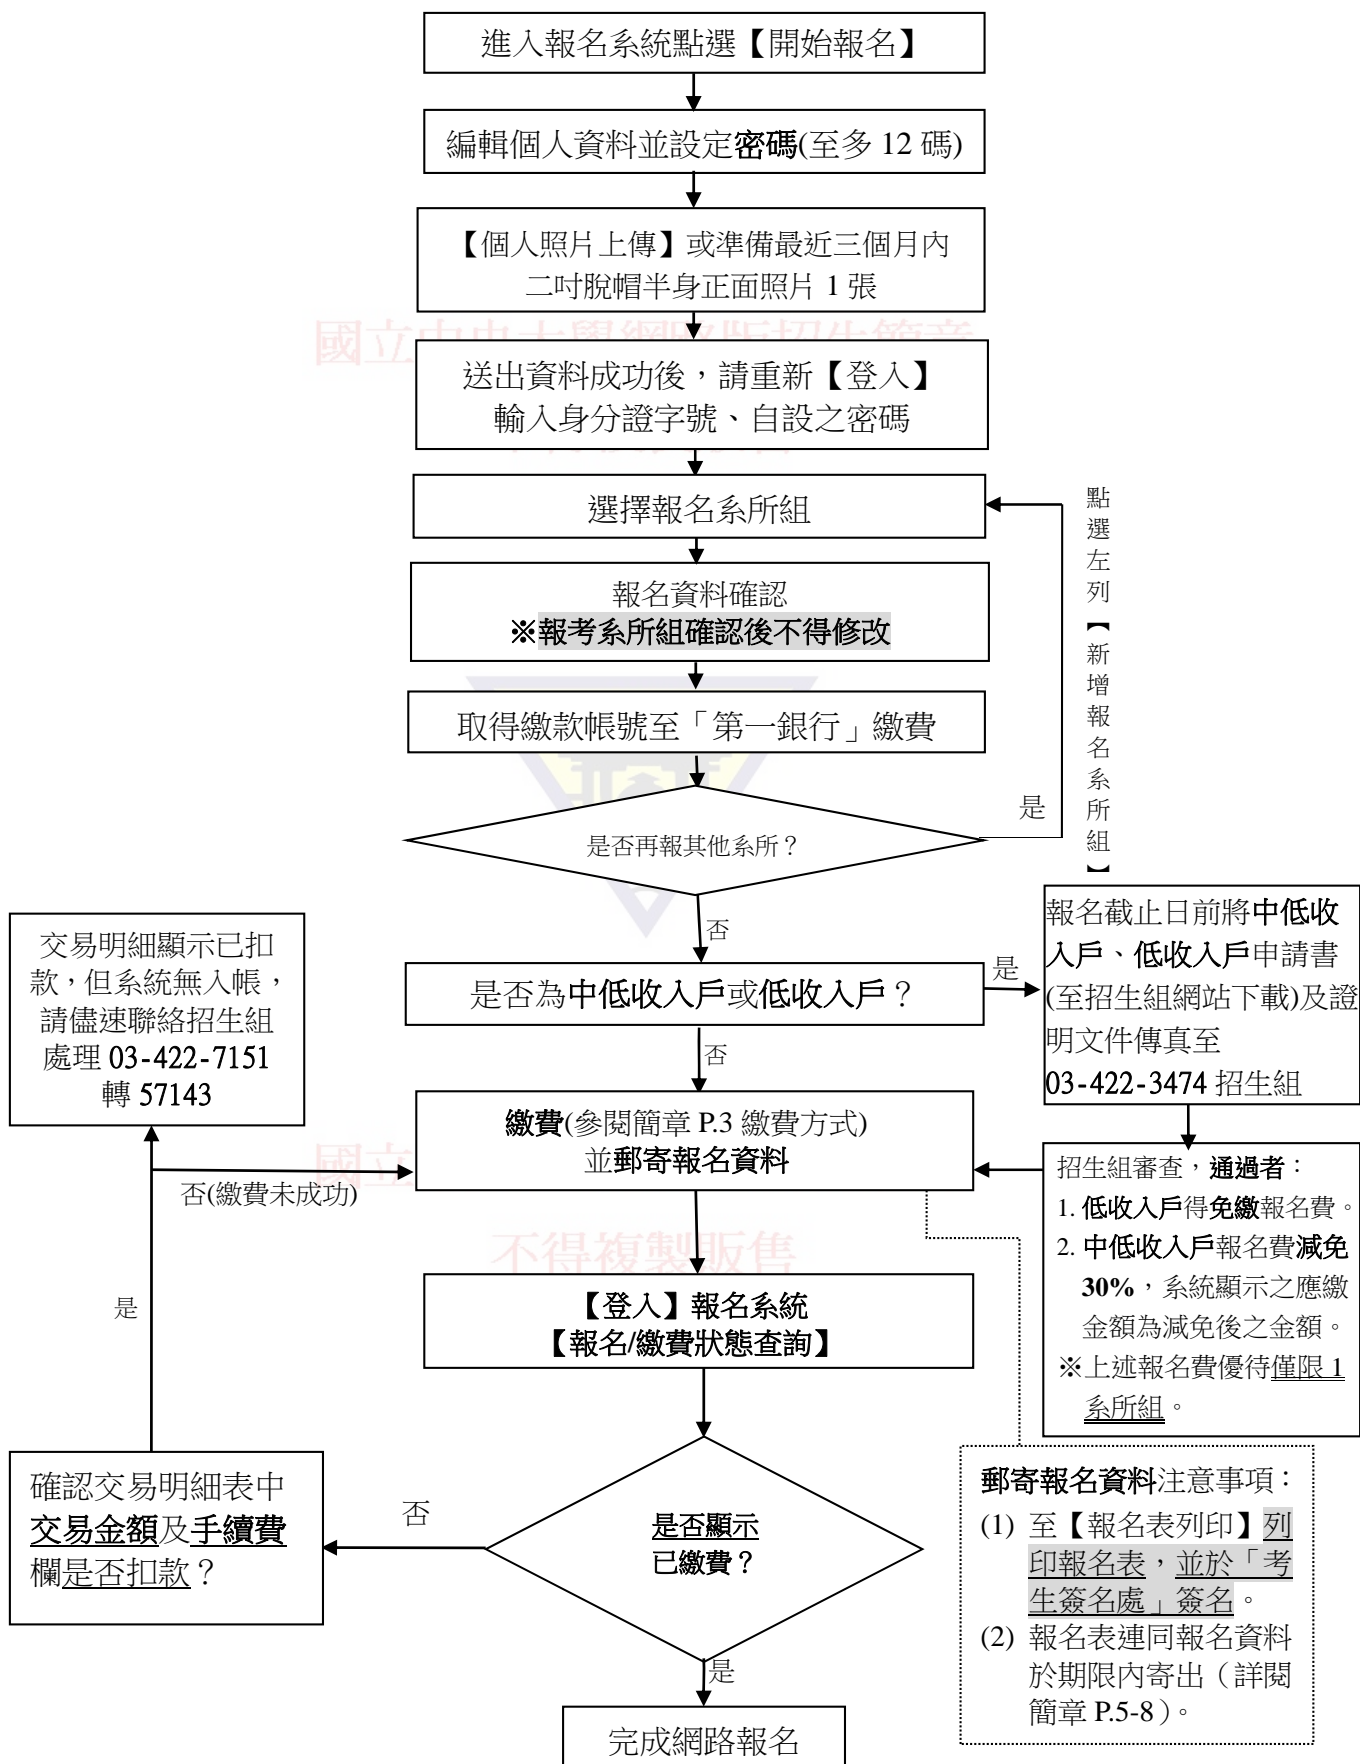 進入報名系統點選【開始報名】
編輯個人資料並設定密碼(至多 12 碼)
【個人照片上傳】或準備最近三個月內
二吋脫帽半身正面照片 1 張
送出資料成功後，請重新【登入】
輸入身分證字號、自設之密碼
選擇報名系所組
報名資料確認
※報考系所組確認後不得修改
取得繳款帳號至「第一銀行」繳費
是否再報其他系所？
是
點選左列【新增報名系所組】
否
是否為中低收入戶或低收入戶？
是
報名截止日前將中低收
入戶、低收入戶申請書
(至招生組網站下載)及證
明文件傳真至
03-422-3474 招生組
否
招生組審查，通過者：
1. 低收入戶得免繳報名費。
2. 中低收入戶報名費減免
30%，系統顯示之應繳
金額為減免後之金額。
※上述報名費優待僅限 1
系所組。
繳費(參閱簡章 P.3 繳費方式)
並郵寄報名資料
交易明細顯示已扣
款，但系統無入帳，
請儘速聯絡招生組
處理 03-422-7151
轉 57143
否(繳費未成功)
是
不得複製販售
【登入】報名系統
【報名/繳費狀態查詢】
是否顯示
已繳費？
否
確認交易明細表中
交易金額及手續費
欄是否扣款？
郵寄報名資料注意事項：
(1) 至【報名表列印】列
印報名表，並於「考
生簽名處」簽名。
(2) 報名表連同報名資料
於期限內寄出（詳閱
簡章 P.5-8）。
是
完成網路報名